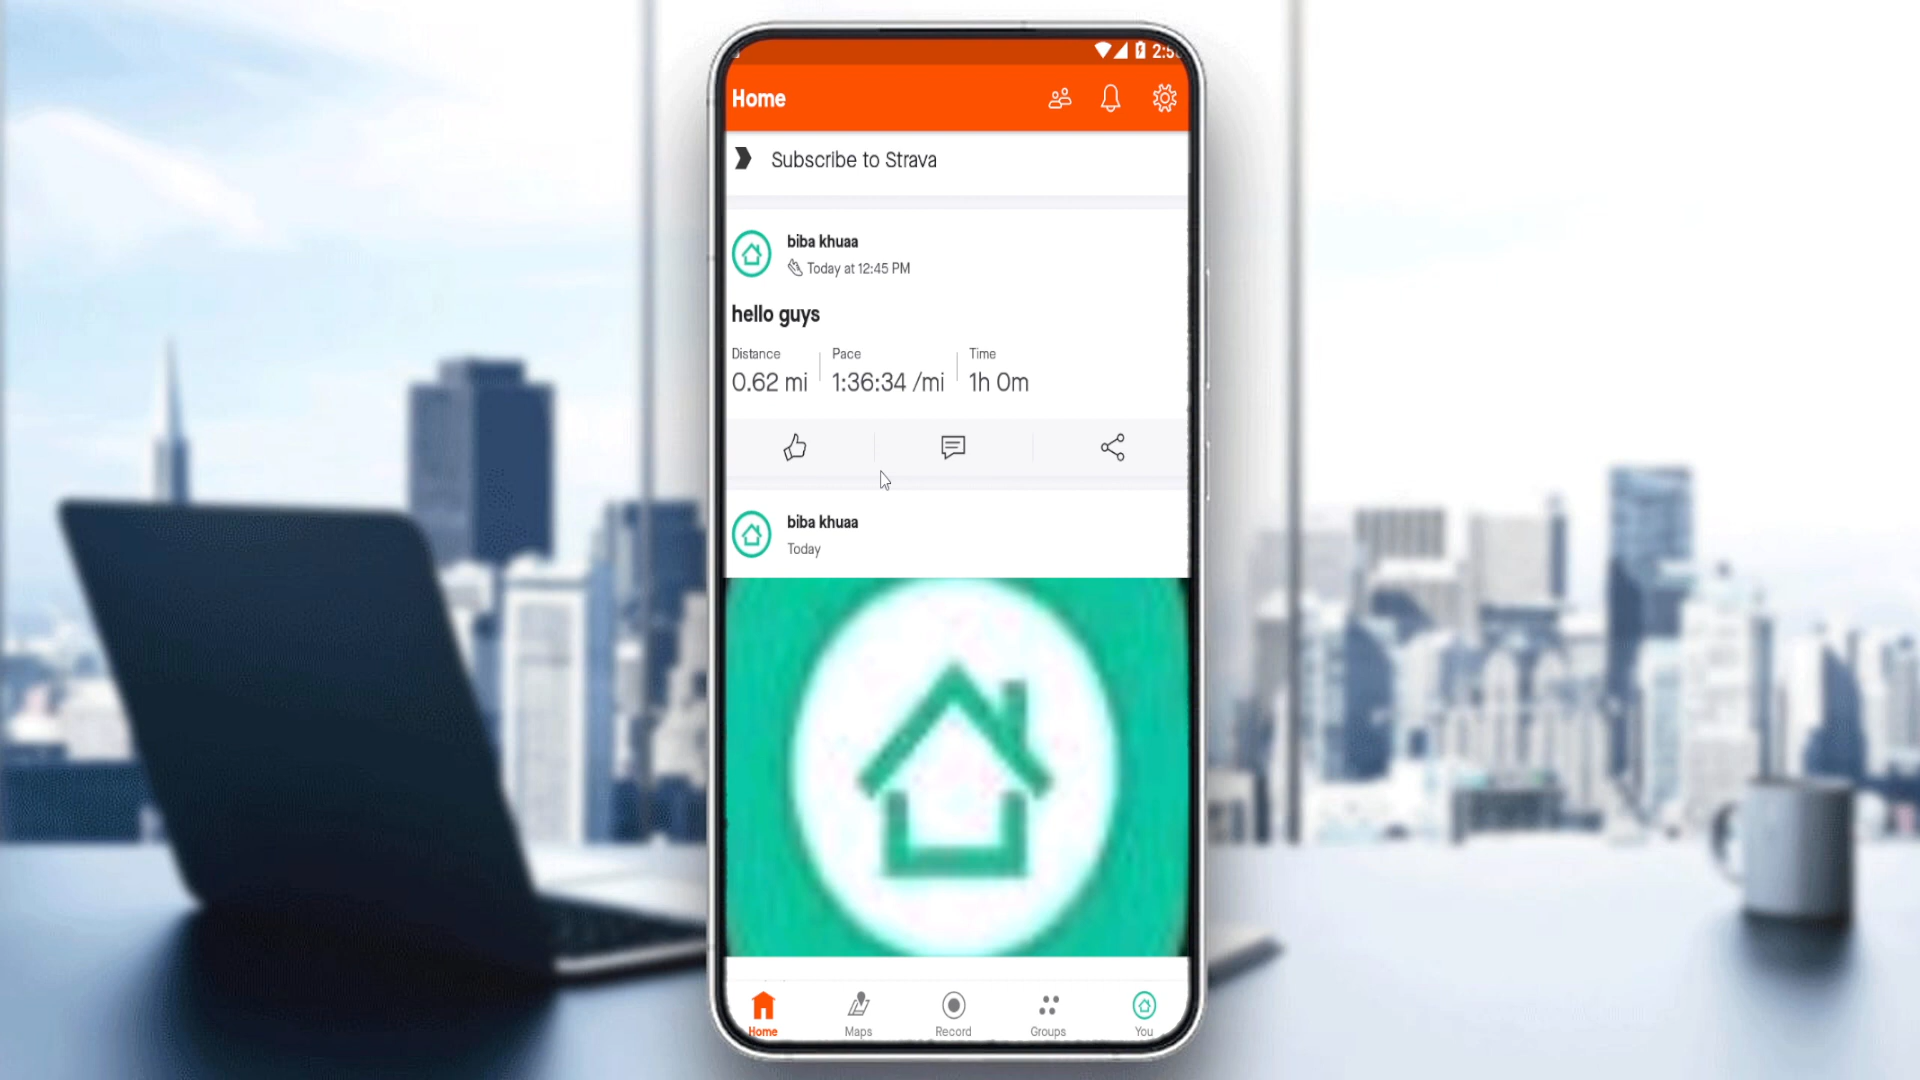 Home
Subscribe to Strava
biba khuaa
Today at 12:45 PM
hello guys
Distance Pace Time
0.62 mi 1:36:34 /mi 1h 0m
biba khuaa
Today
Home Maps Record Groups You